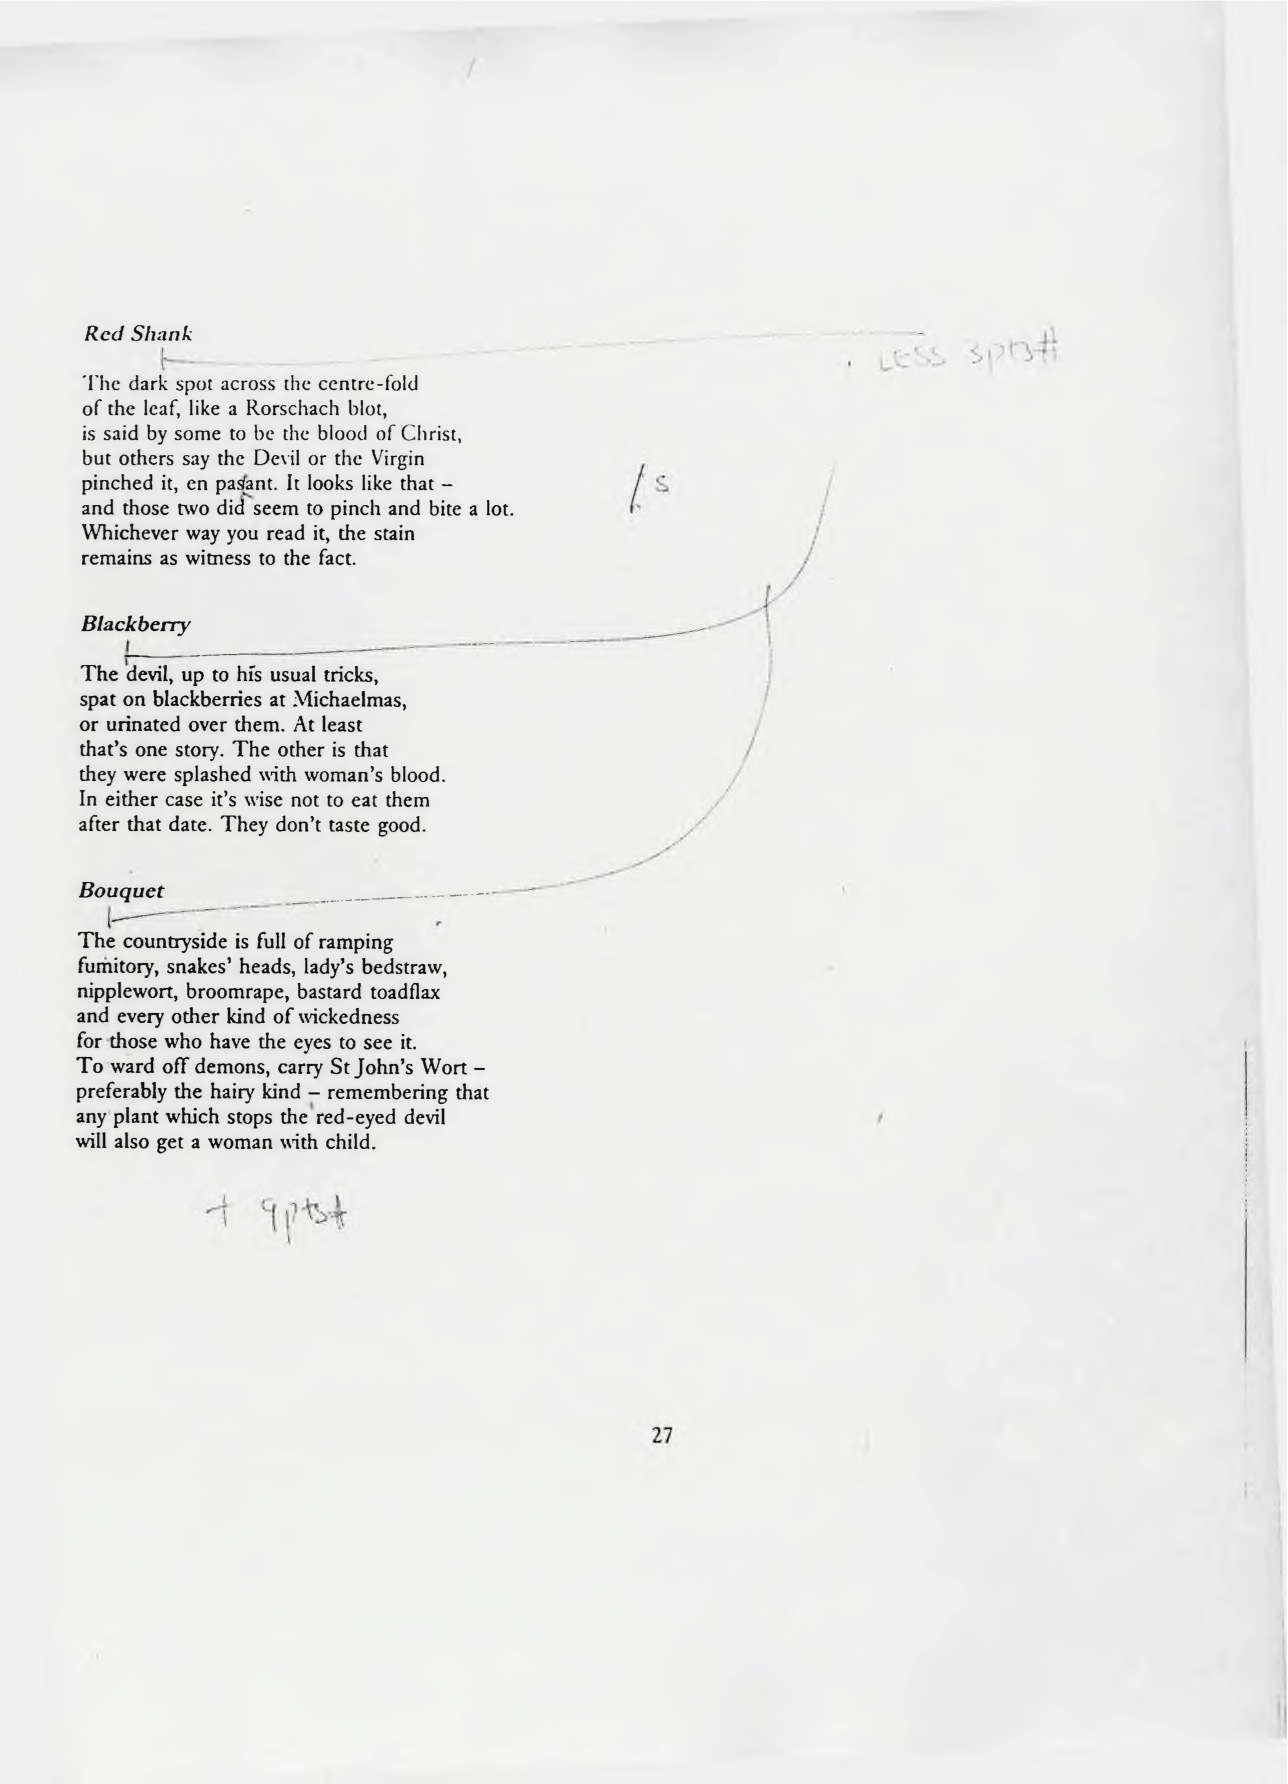 Red Shank
LESS 3pts#
The dark spot across the centre-fold
of the leaf, like a Rorschach blot,
is said by some to be the blood of Christ,
but others say the Devil or the Virgin
pinched it, en pasant. It looks like that –
/s
and those two did seem to pinch and bite a lot.
Whichever way you read it, the stain
remains as witness to the fact.
Blackberry
The devil, up to his usual tricks,
spat on blackberries at Michaelmas,
or urinated over them. At least
that's one story. The other is that
they were splashed with woman's blood.
In either case it's wise not to eat them
after that date. They don't taste good.
Bouquet
The countryside is full of ramping
fumitory, snakes' heads, lady's bedstraw,
nipplewort, broomrape, bastard toadflax
and every other kind of wickedness
for those who have the eyes to see it.
To ward off demons, carry St John's Wort –
preferably the hairy kind – remembering that
any plant which stops the red-eyed devil
will also get a woman with child.
+ 9pts#
27